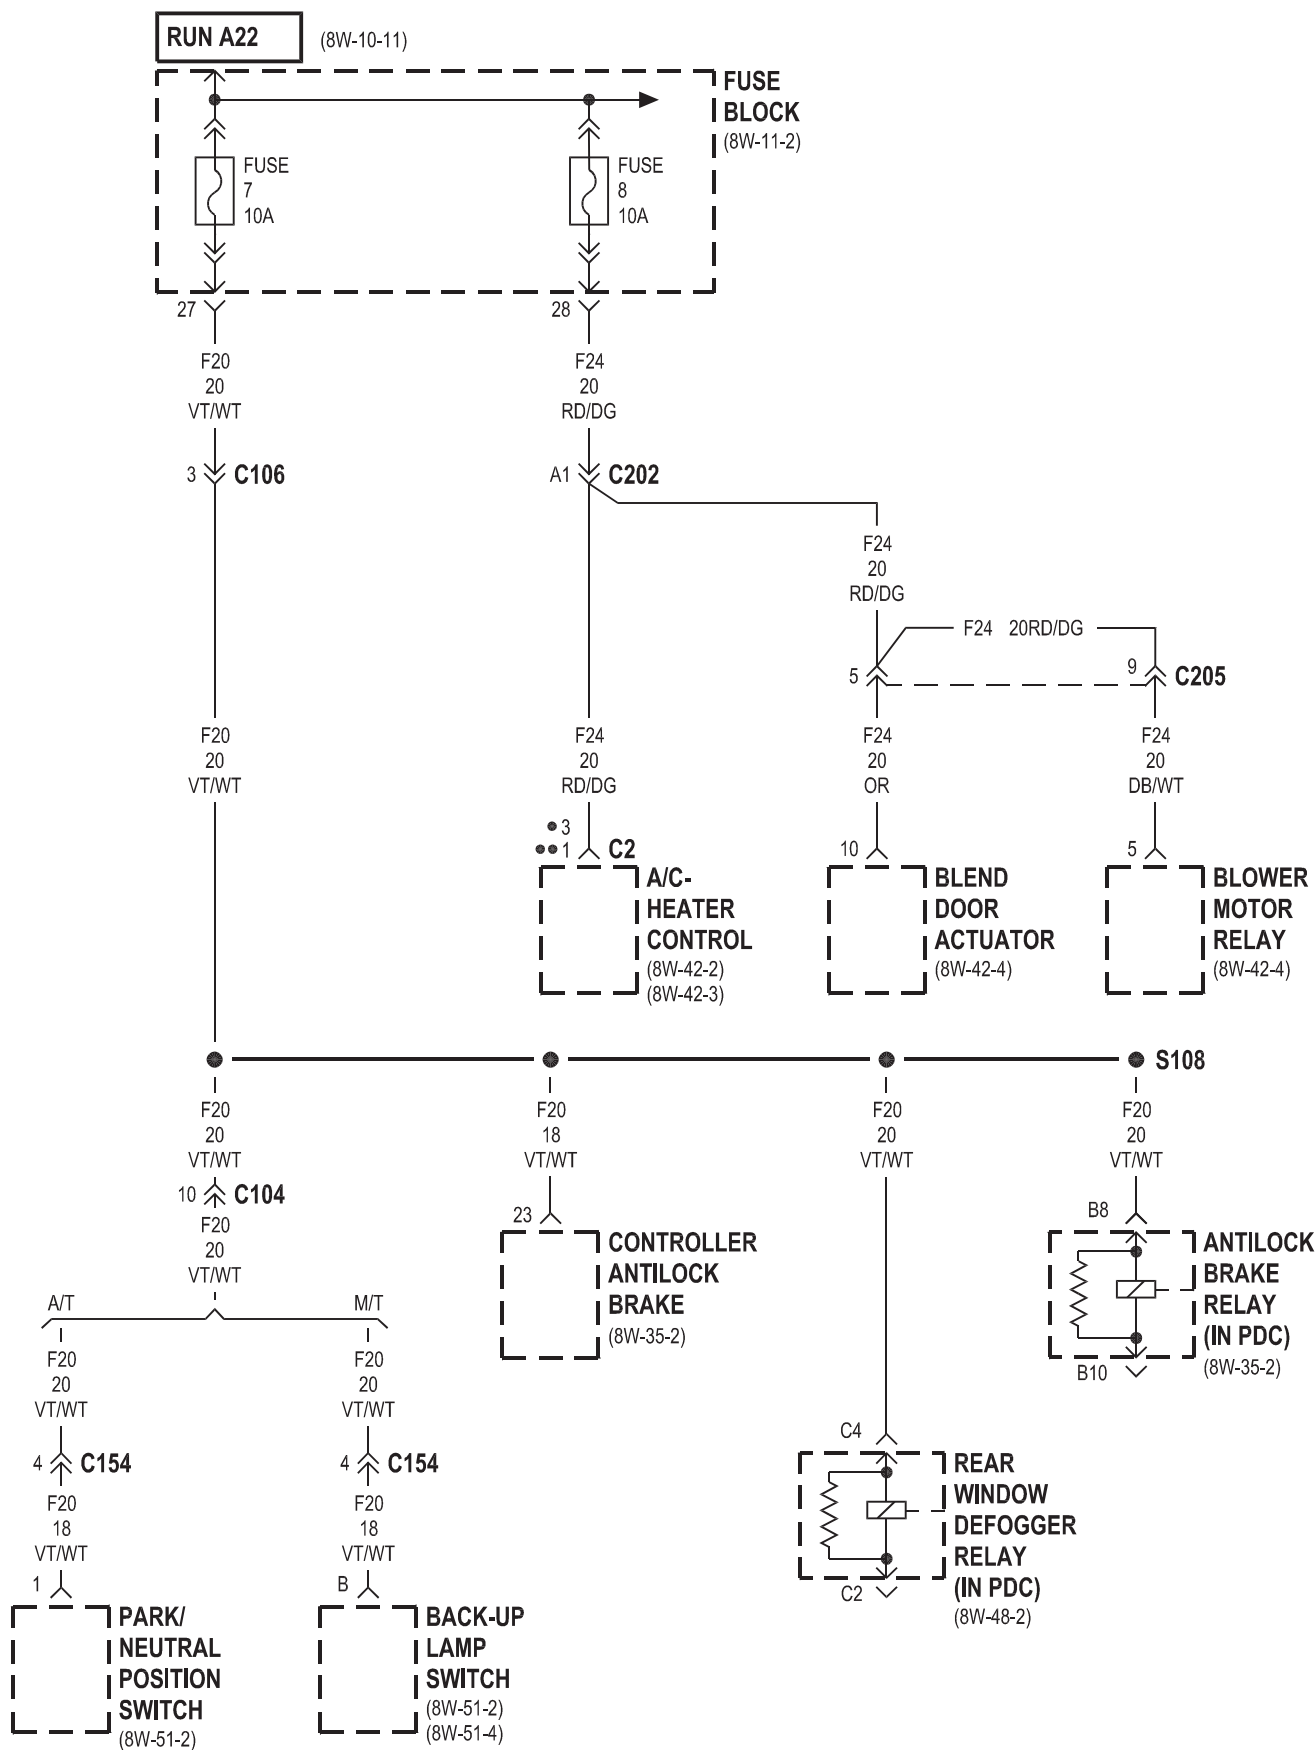 RUN A22
(8W-10-11)
FUSE
BLOCK
(8W-11-2)
FUSE
7
10A
FUSE
8
10A
27
28
F20
20
VT/WT
F24
20
RD/DG
3
C106
A1
C202
F24
20
RD/DG
F24 20RD/DG
5
9
C205
F20
20
VT/WT
F24
20
RD/DG
F24
20
OR
F24
20
DB/WT
3
1
C2
10
5
A/C-
HEATER
CONTROL
(8W-42-2)
(8W-42-3)
BLEND
DOOR
ACTUATOR
(8W-42-4)
BLOWER
MOTOR
RELAY
(8W-42-4)
S108
F20
20
VT/WT
F20
18
VT/WT
F20
20
VT/WT
F20
20
VT/WT
10
C104
F20
20
VT/WT
23
CONTROLLER
ANTILOCK
BRAKE
(8W-35-2)
B8
ANTILOCK
BRAKE
RELAY
(IN PDC)
(8W-35-2)
B10
A/T
M/T
F20
20
VT/WT
F20
20
VT/WT
4
C154
4
C154
F20
18
VT/WT
F20
18
VT/WT
C4
REAR
WINDOW
DEFOGGER
RELAY
(IN PDC)
(8W-48-2)
C2
1
B
PARK/
NEUTRAL
POSITION
SWITCH
(8W-51-2)
BACK-UP
LAMP
SWITCH
(8W-51-2)
(8W-51-4)